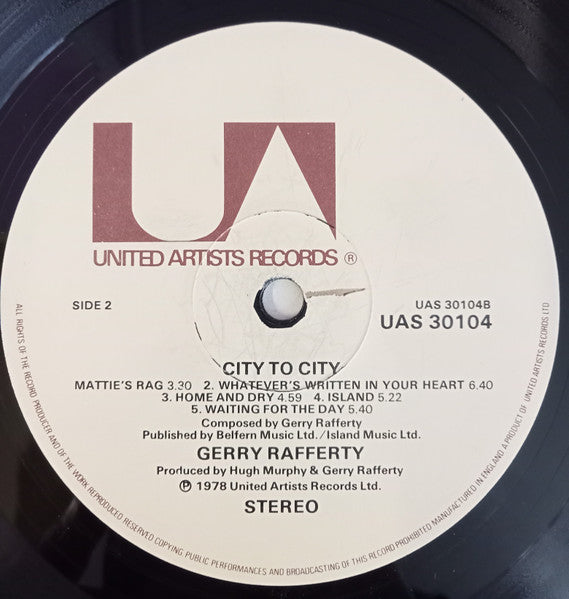 UA
UNITED ARTISTS RECORDS ®
SIDE 2
UAS 30104B
UAS 30104
CITY TO CITY
MATTIE'S RAG 3.30 2. WHATEVER'S WRITTEN IN YOUR HEART 6.40
3. HOME AND DRY 4.59 4. ISLAND 5.22
5. WAITING FOR THE DAY 5.40
Composed by Gerry Rafferty
Published by Belfern Music Ltd./Island Music Ltd.
GERRY RAFFERTY
Produced by Hugh Murphy & Gerry Rafferty
℗ 1978 United Artists Records Ltd.
STEREO
ALL RIGHTS OF THE RECORD PRODUCER AND OF THE WORK REPRODUCED RESERVED COPYING. PUBLIC PERFORMANCES AND BROADCASTING OF THIS RECORD PROHIBITED MANUFACTURED IN ENGLAND A PRODUCT OF UNITED ARTISTS RECORDS LTD